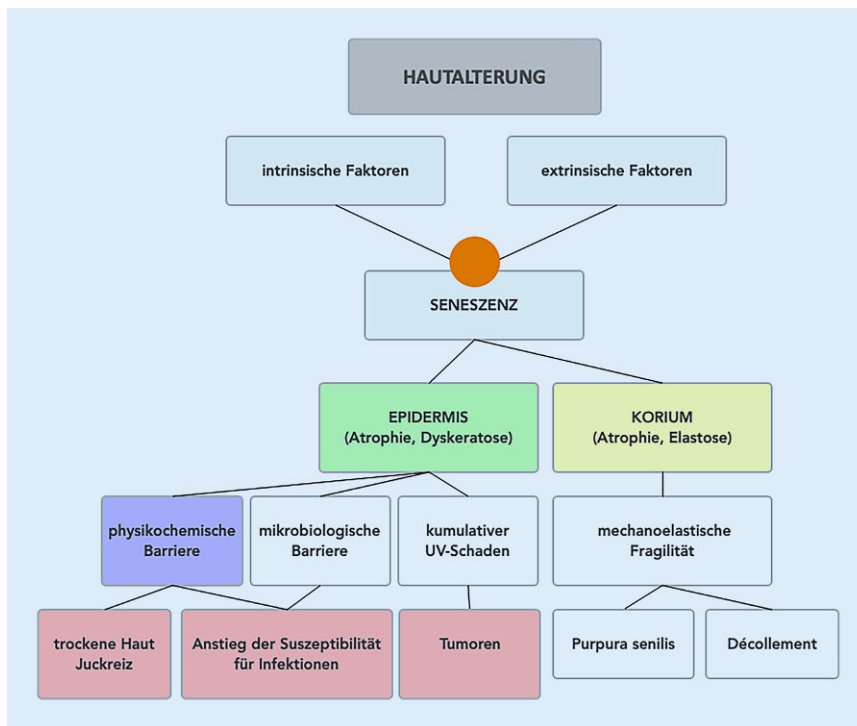 HAUTALTERUNG
intrinsische Faktoren
extrinsische Faktoren
SENESZENZ
EPIDERMIS
(Atrophie, Dyskeratose)
KORIUM
(Atrophie, Elastose)
physikochemische
Barriere
mikrobiologische
Barriere
kumulativer
UV-Schaden
mechanoelastische
Fragilität
trockene Haut
Juckreiz
Anstieg der Suszeptibilität
für Infektionen
Tumoren
Purpura senilis
Décollement